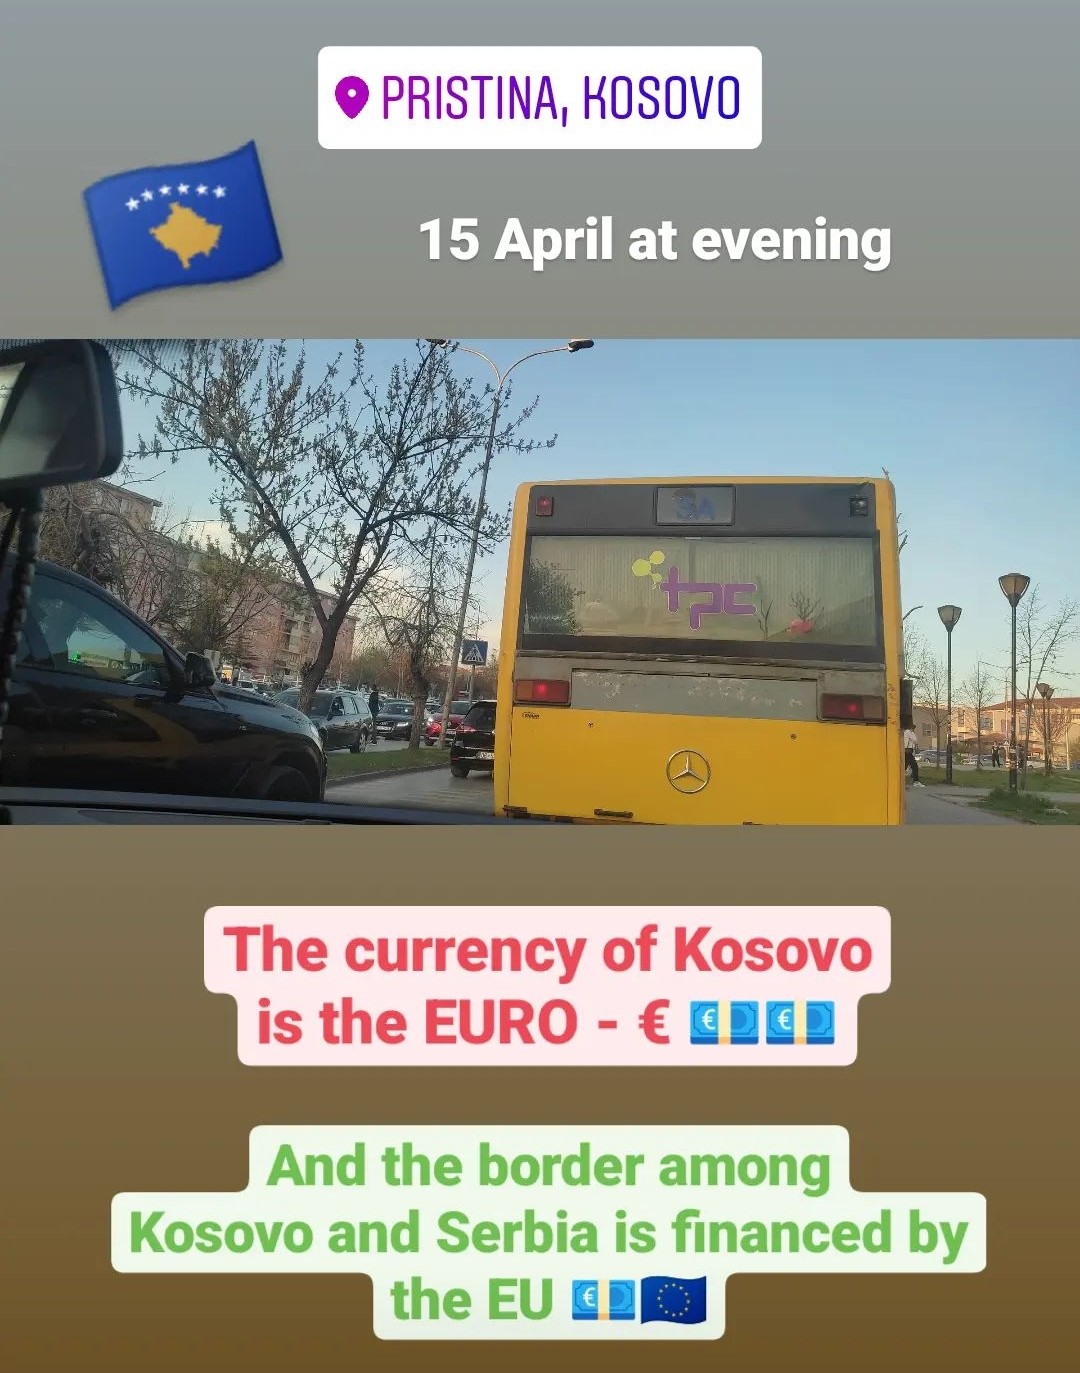 PRISTINA, KOSOVO
15 April at evening
3A
tpc
The currency of Kosovo
is the EURO - €
And the border among
Kosovo and Serbia is financed by
the EU